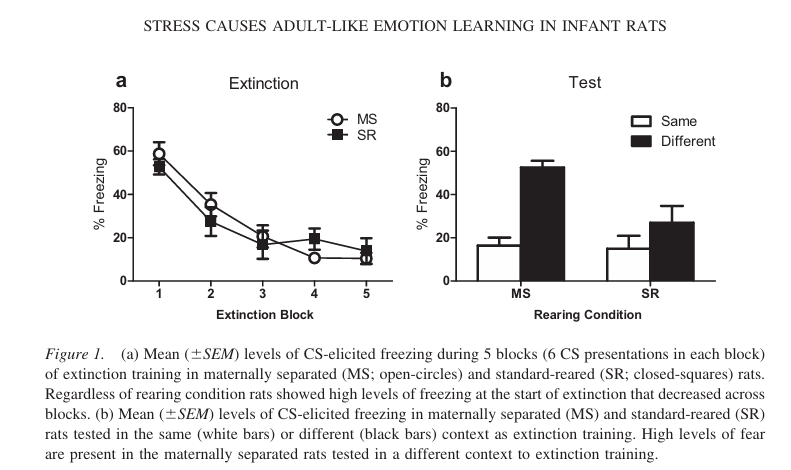 STRESS CAUSES ADULT-LIKE EMOTION LEARNING IN INFANT RATS
a
Extinction
80
60
40
20
0
% Freezing
MS
SR
1 2 3 4 5
Extinction Block
b
Test
80
60
40
20
0
% Freezing
Same
Different
MS SR
Rearing Condition
Figure 1. (a) Mean (±SEM) levels of CS-elicited freezing during 5 blocks (6 CS presentations in each block)
of extinction training in maternally separated (MS; open-circles) and standard-reared (SR; closed-squares) rats.
Regardless of rearing condition rats showed high levels of freezing at the start of extinction that decreased across
blocks. (b) Mean (±SEM) levels of CS-elicited freezing in maternally separated (MS) and standard-reared (SR)
rats tested in the same (white bars) or different (black bars) context as extinction training. High levels of fear
are present in the maternally separated rats tested in a different context to extinction training.